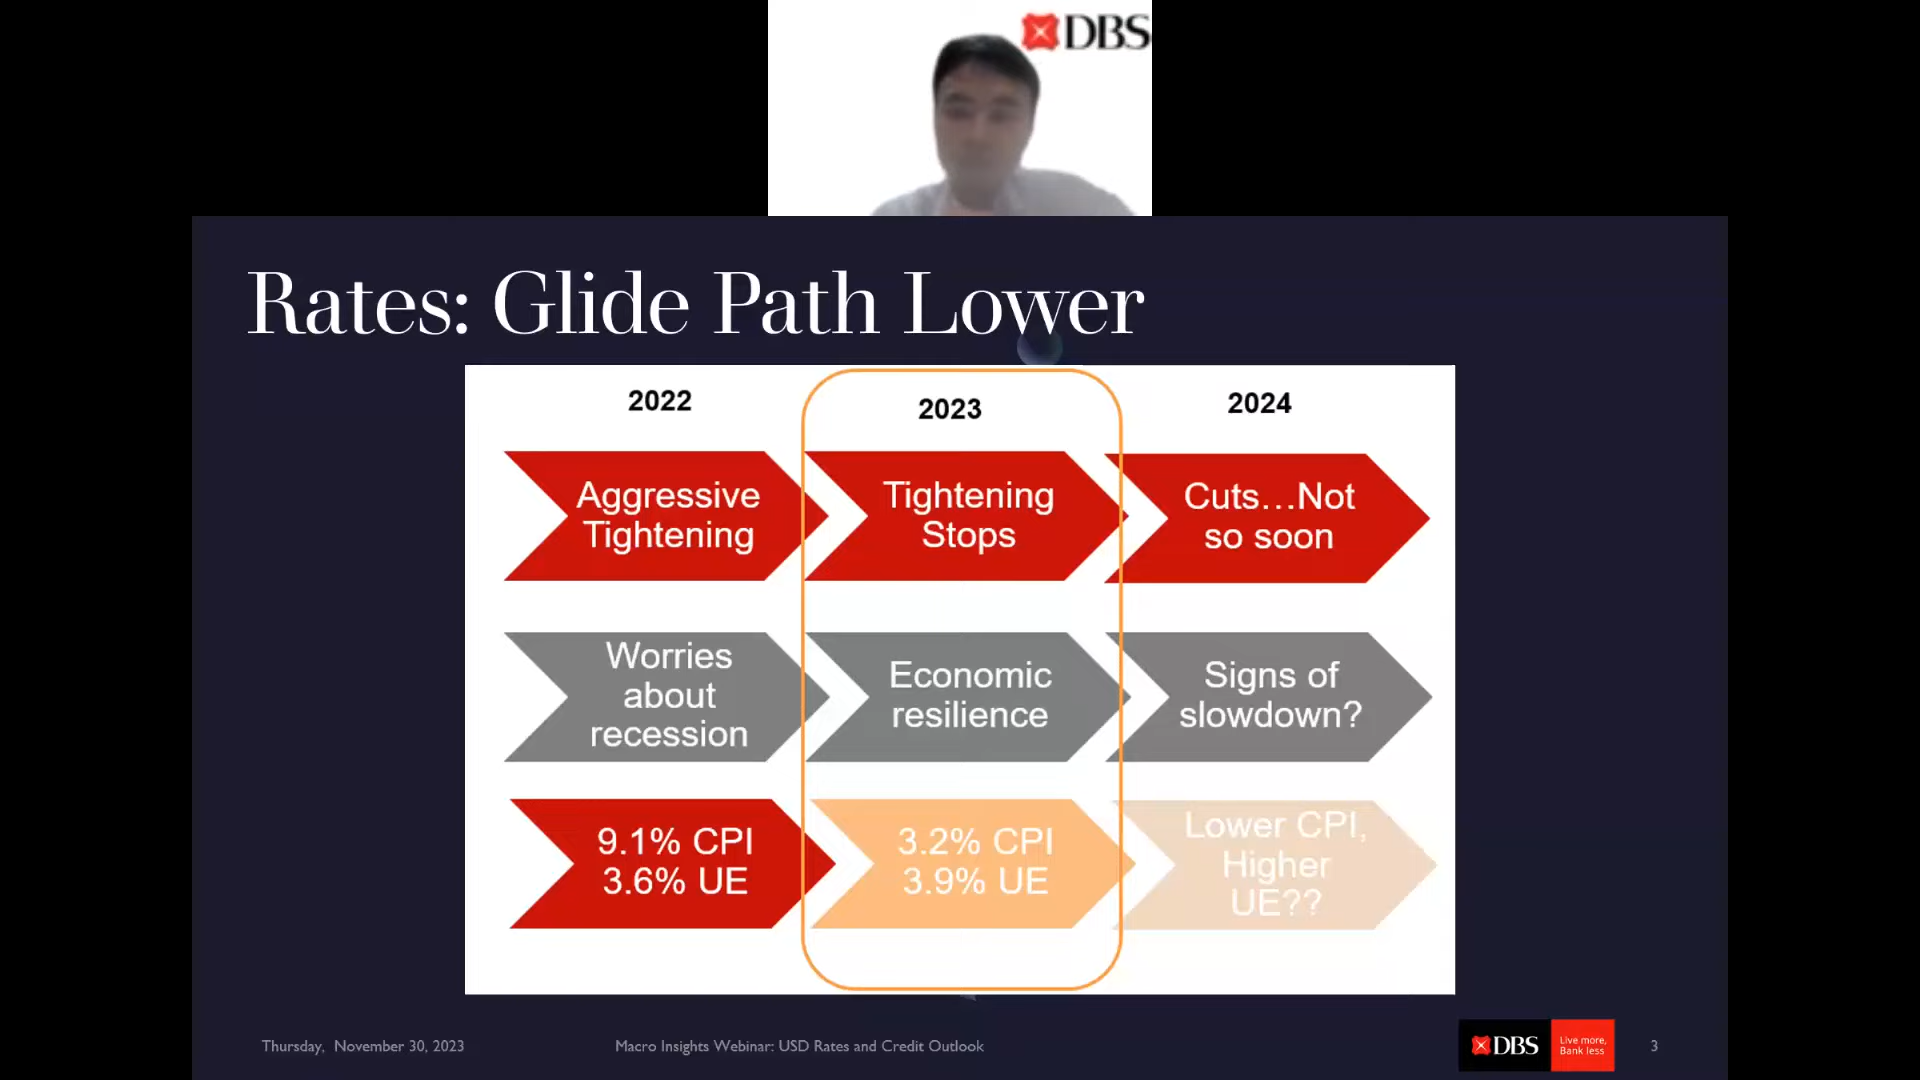 DBS
Rates: Glide Path Lower
2022
2023
2024
Aggressive
Tightening
Tightening
Stops
Cuts...Not
so soon
Worries
about
recession
Economic
resilience
Signs of
slowdown?
9.1% CPI
3.6% UE
3.2% CPI
3.9% UE
Lower CPI,
Higher
UE??
Thursday, November 30, 2023
Macro Insights Webinar: USD Rates and Credit Outlook
DBS
Live more,
Bank less
3